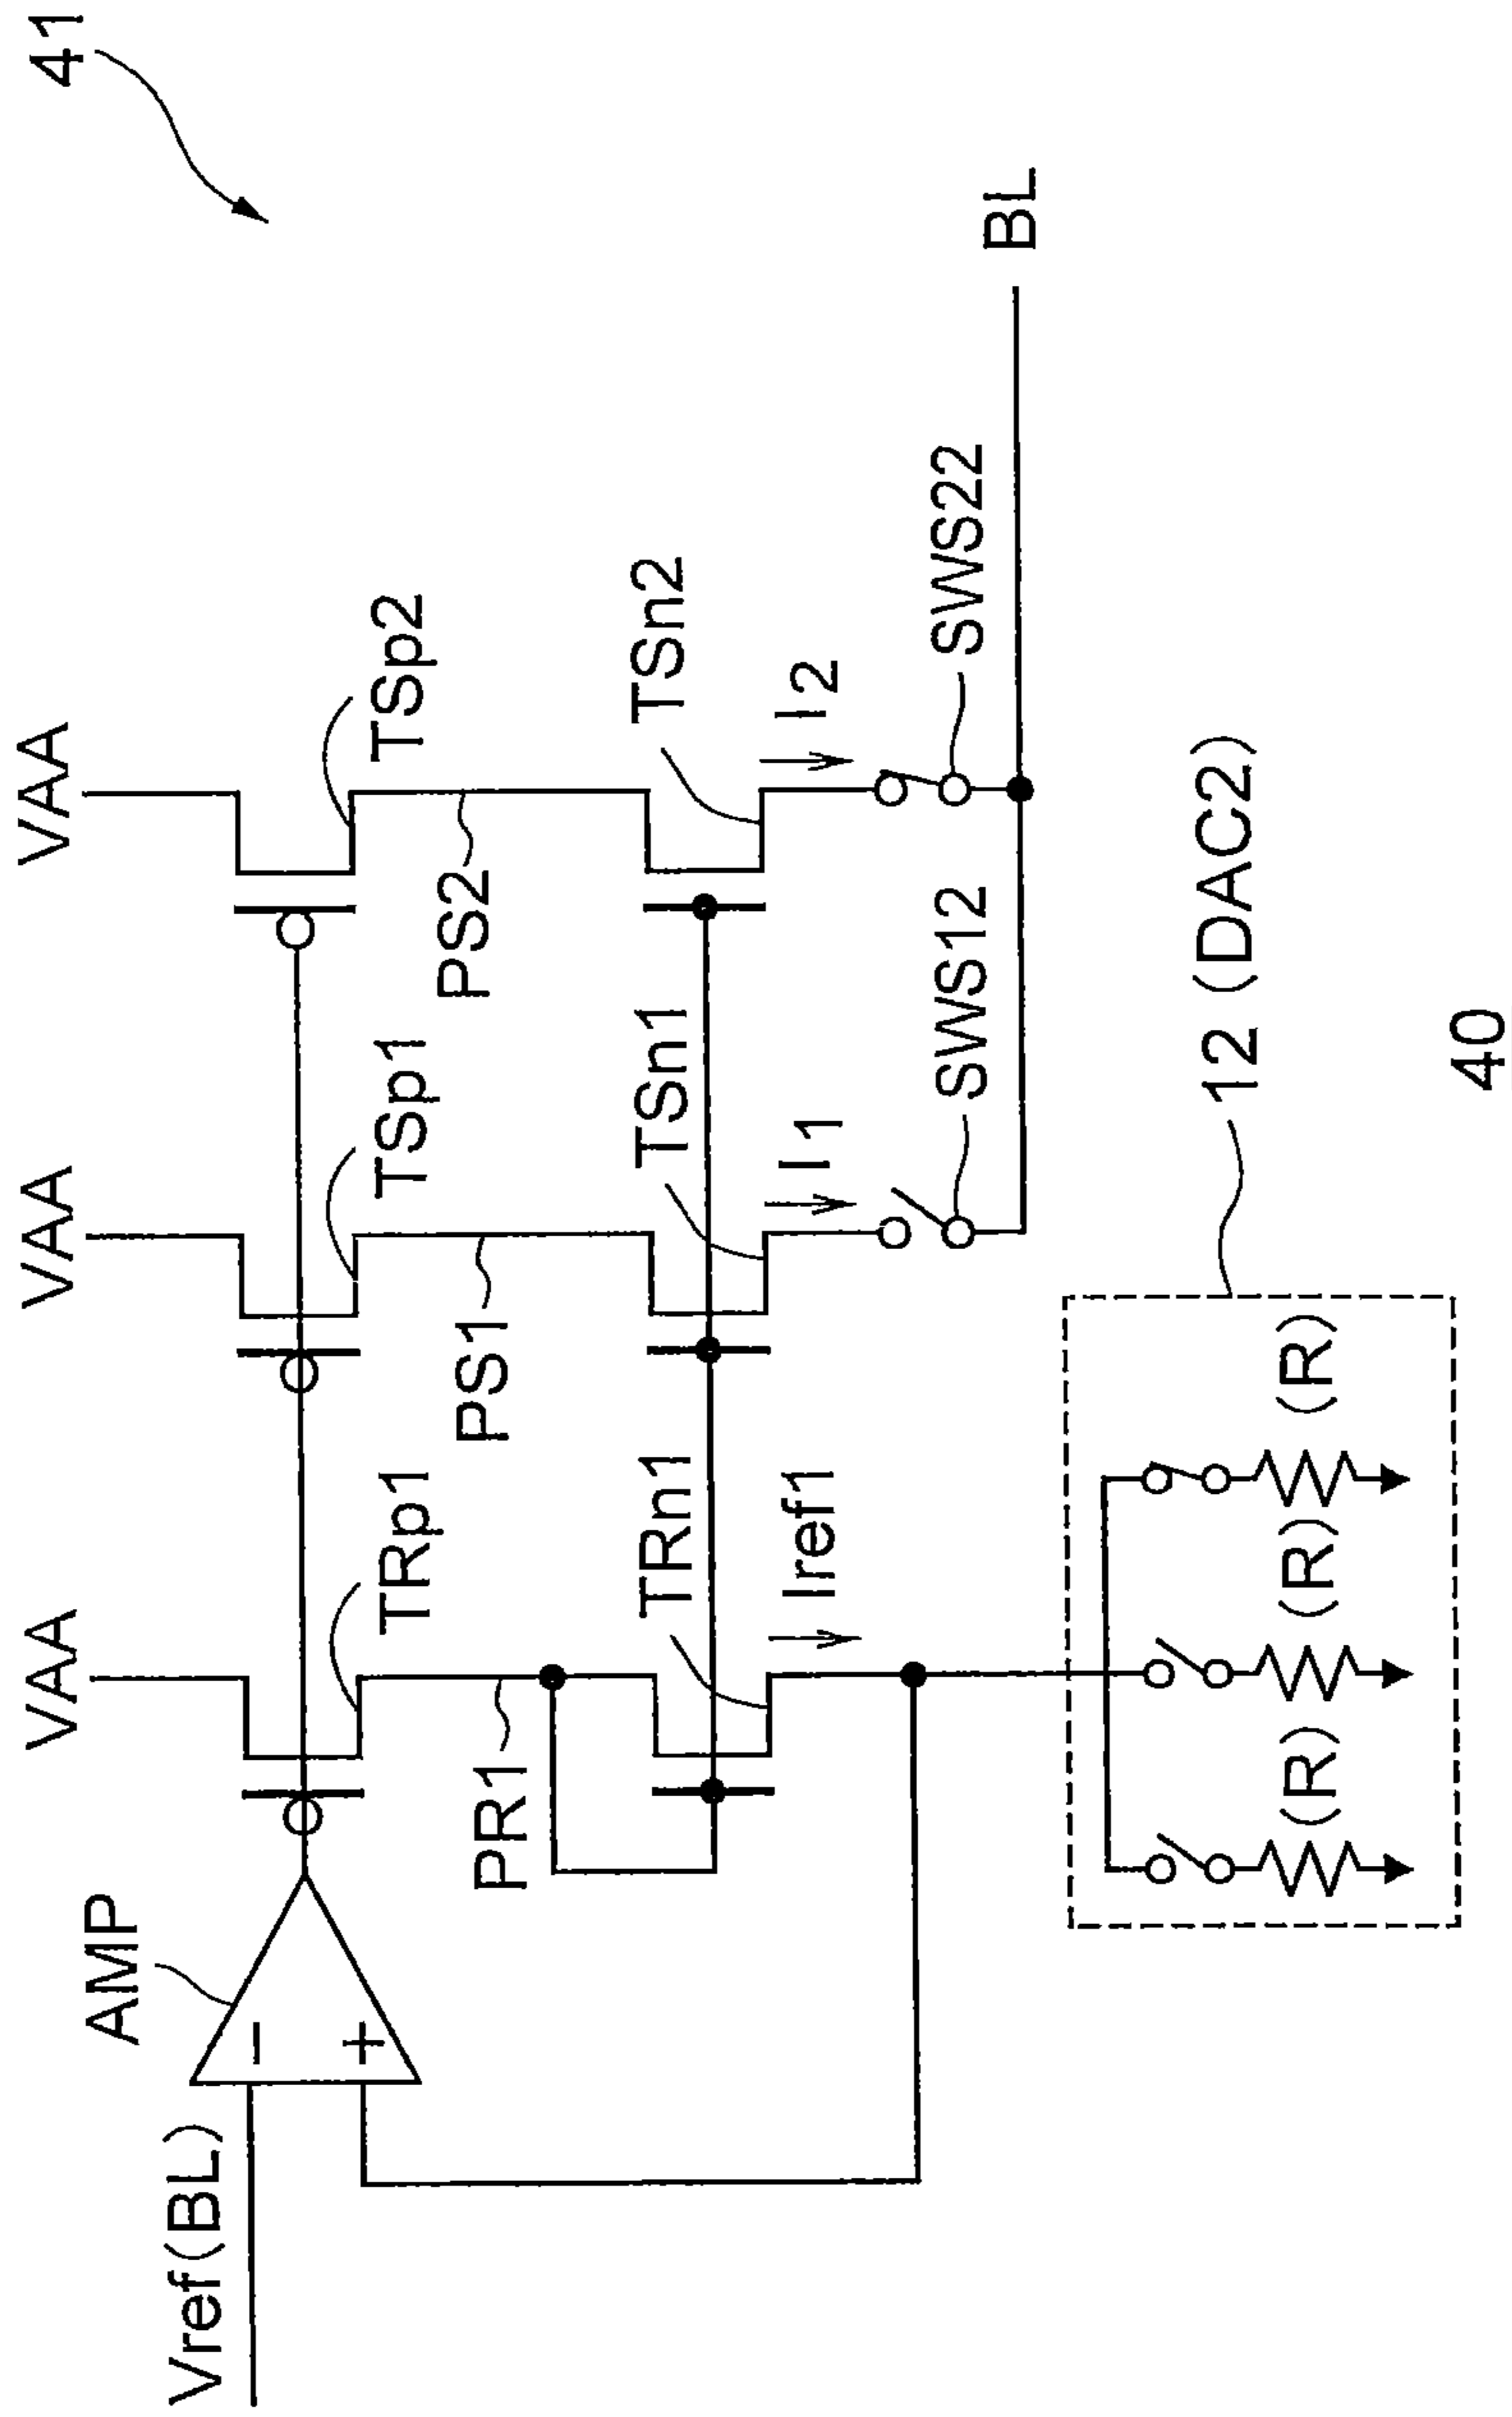 41
VAA
VAA
VAA
AMP
Vref(BL)
−
+
TRp1
TSp1
TSp2
PR1
PS1
PS2
TRn1
TSn1
TSn2
Iref1
I1
I2
SWS12
SWS22
BL
12(DAC2)
(R)
(R)
(R)
40